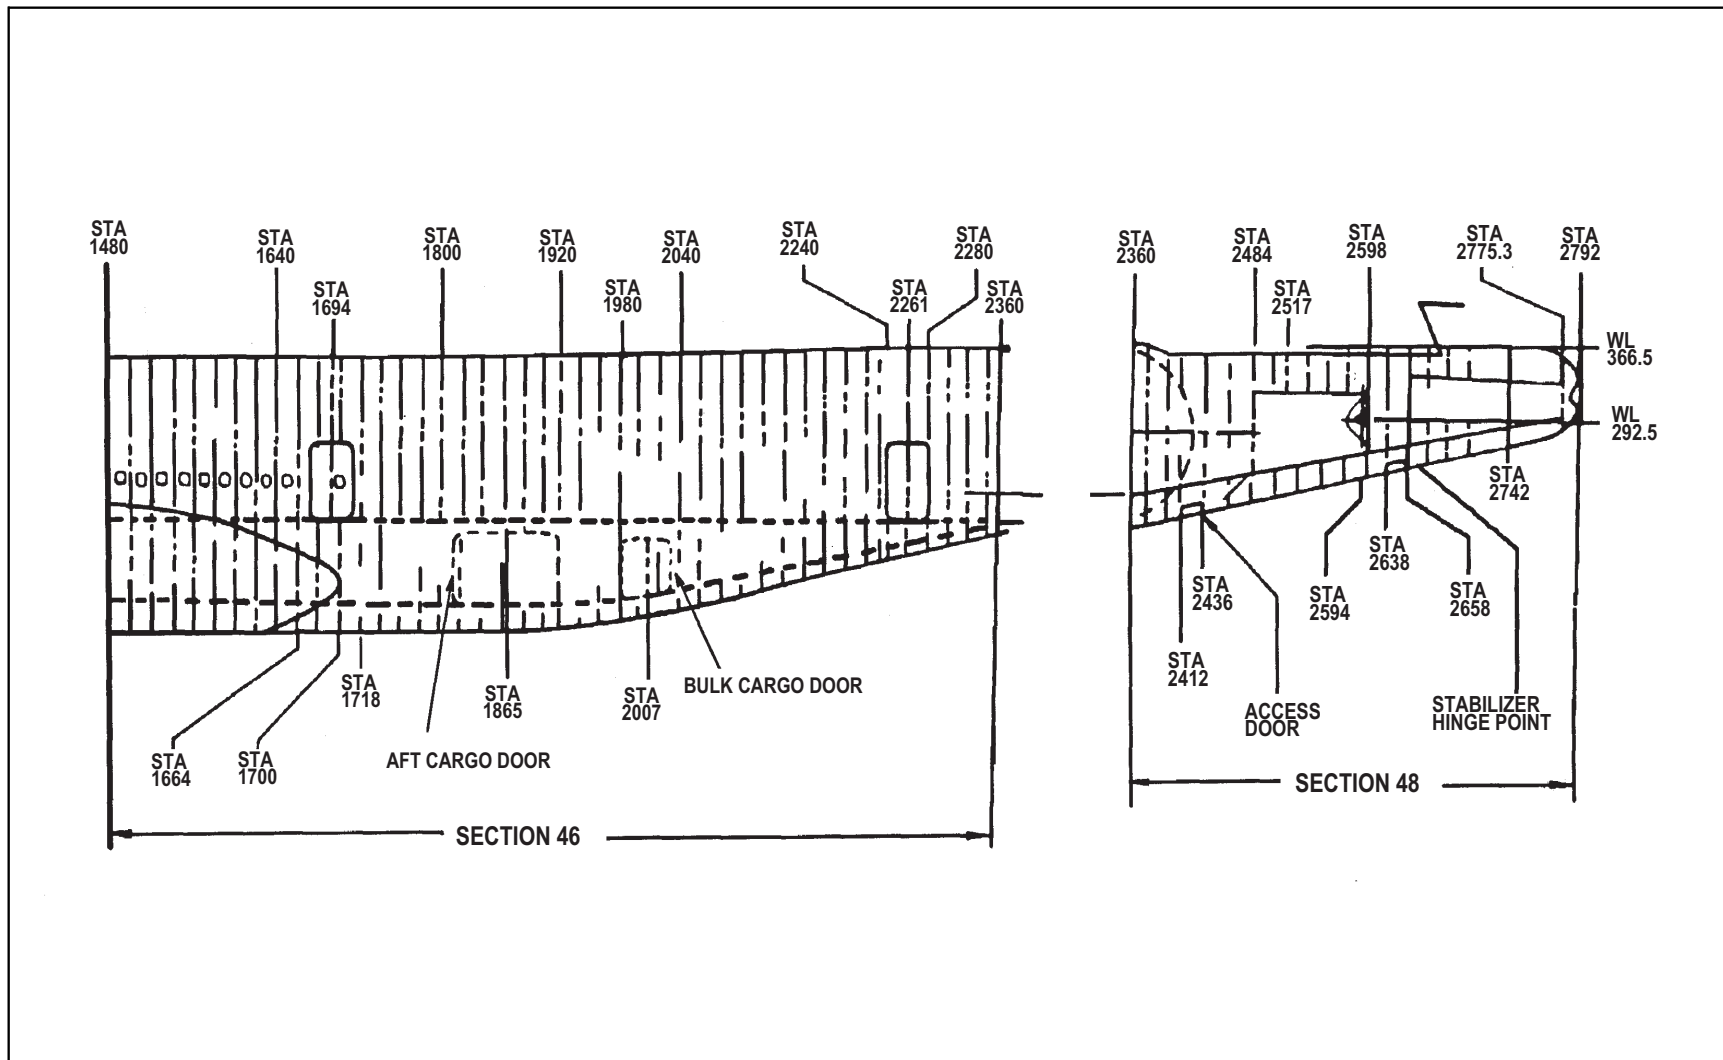 STA
1480
STA
1640
STA
1694
STA
1800
STA
1920
STA
1980
STA
2040
STA
2240
STA
2261
STA
2280
STA
2360
STA
2360
STA
2484
STA
2517
STA
2598
STA
2775.3
STA
2792
WL
366.5
WL
292.5
STA
2742
STA
2638
STA
2658
STA
2594
STA
2436
STA
2412
ACCESS
DOOR
STABILIZER
HINGE POINT
STA
1664
STA
1700
STA
1718
STA
1865
STA
2007
BULK CARGO DOOR
AFT CARGO DOOR
SECTION 46
SECTION 48